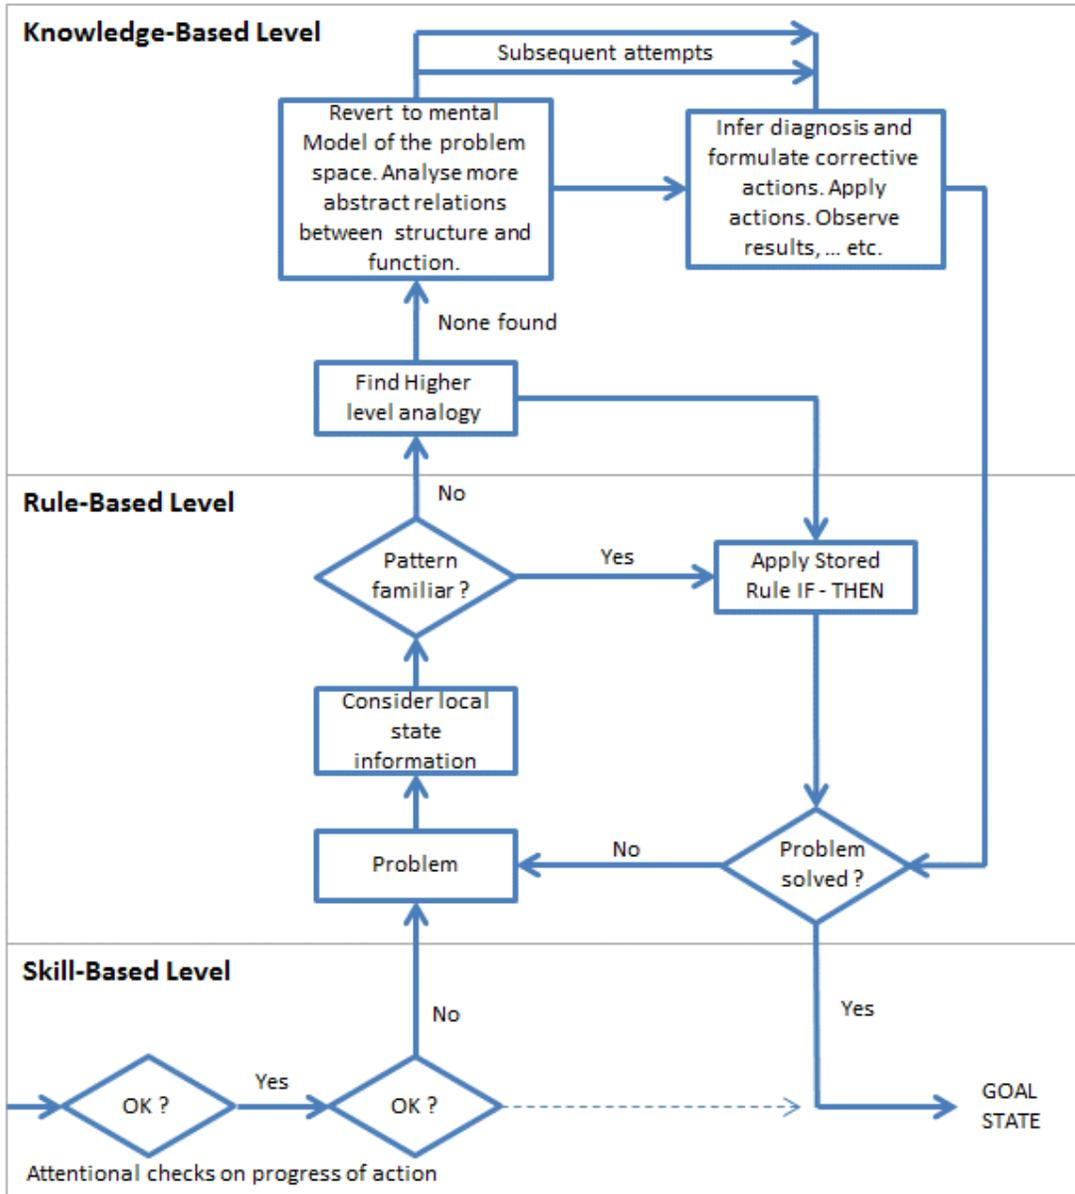 Knowledge-Based Level
Subsequent attempts
Revert to mental
Model of the problem
space. Analyse more
abstract relations
between structure and
function.
Infer diagnosis and
formulate corrective
actions. Apply
actions. Observe
results, ... etc.
None found
Find Higher
level analogy
Rule-Based Level
No
Pattern
familiar ?
Yes
Apply Stored
Rule IF - THEN
Consider local
state
information
Problem
No
Problem
solved ?
Skill-Based Level
No
Yes
OK ?
Yes
OK ?
GOAL
STATE
Attentional checks on progress of action